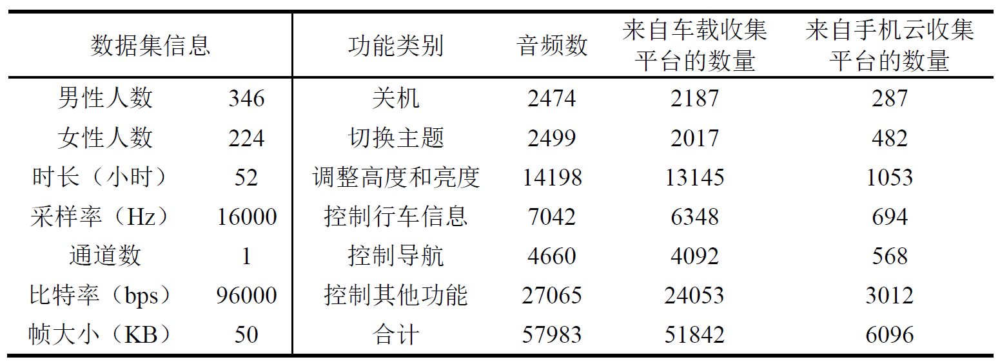 数据集信息 功能类别 音频数 来自车载收集平台的数量 来自手机云收集平台的数量
男性人数 346 关机 2474 2187 287
女性人数 224 切换主题 2499 2017 482
时长（小时） 52 调整高度和亮度 14198 13145 1053
采样率（Hz） 16000 控制行车信息 7042 6348 694
通道数 1 控制导航 4660 4092 568
比特率（bps） 96000 控制其他功能 27065 24053 3012
帧大小（KB） 50 合计 57983 51842 6096